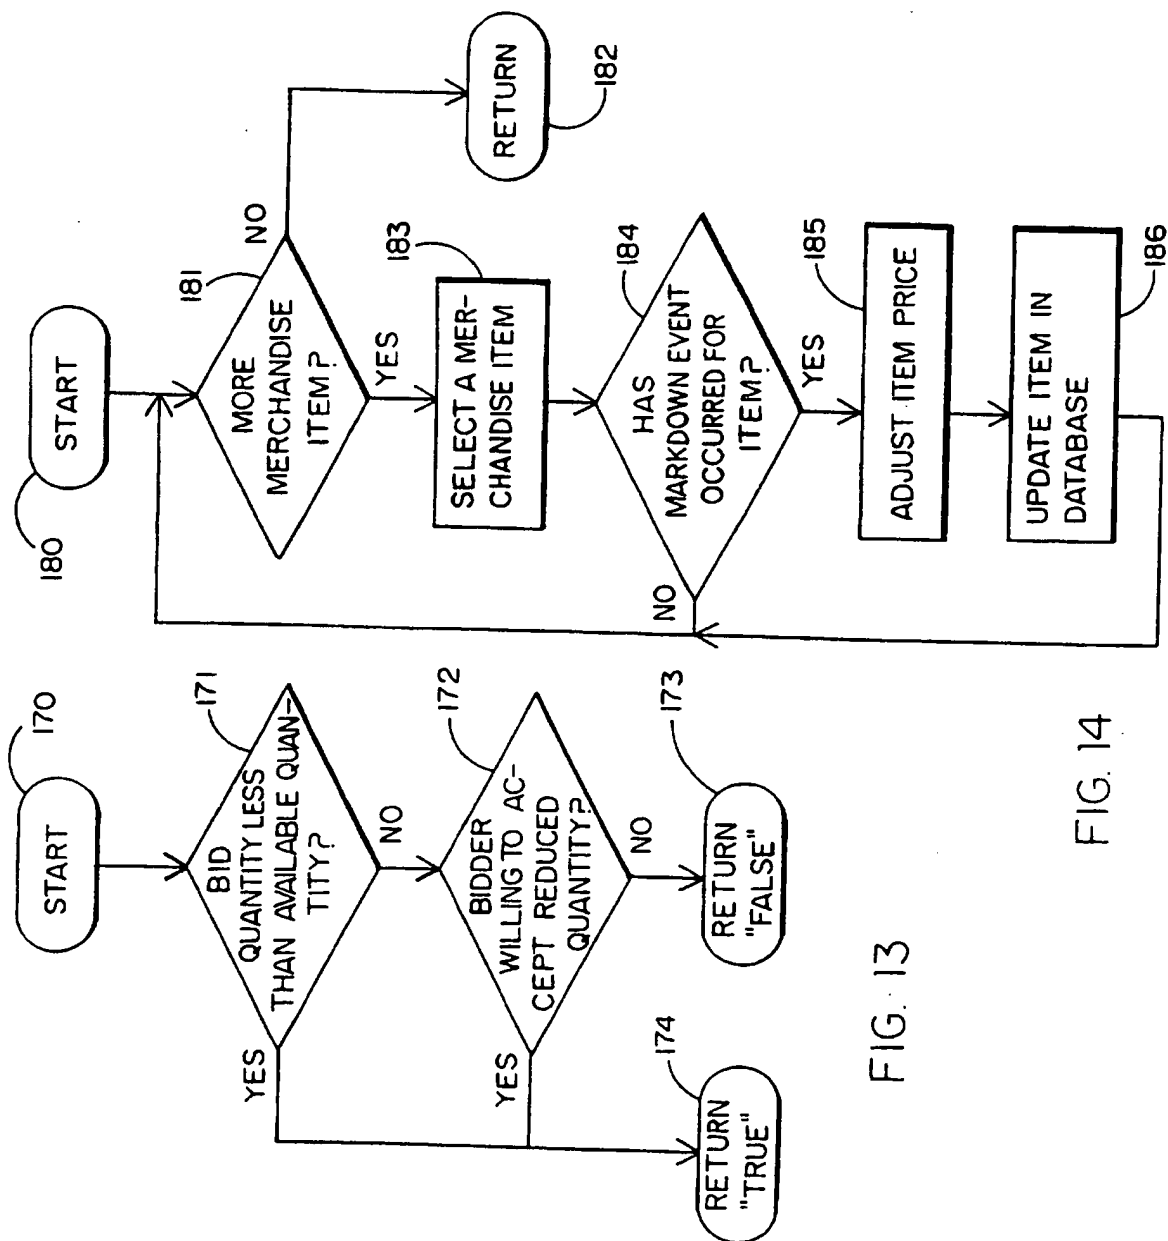 START
170
BID
QUANTITY LESS
THAN AVAILABLE QUAN-
TITY?
171
YES
NO
BIDDER
WILLING TO AC-
CEPT REDUCED
QUANTITY?
172
YES
NO
RETURN
"FALSE"
173
RETURN
"TRUE"
174
FIG. 13
START
180
MORE
MERCHANDISE
ITEM?
181
NO
RETURN
182
YES
SELECT A MER-
CHANDISE ITEM
183
HAS
MARKDOWN EVENT
OCCURRED FOR
ITEM?
184
NO
YES
ADJUST ITEM PRICE
185
UPDATE ITEM IN
DATABASE
186
FIG. 14